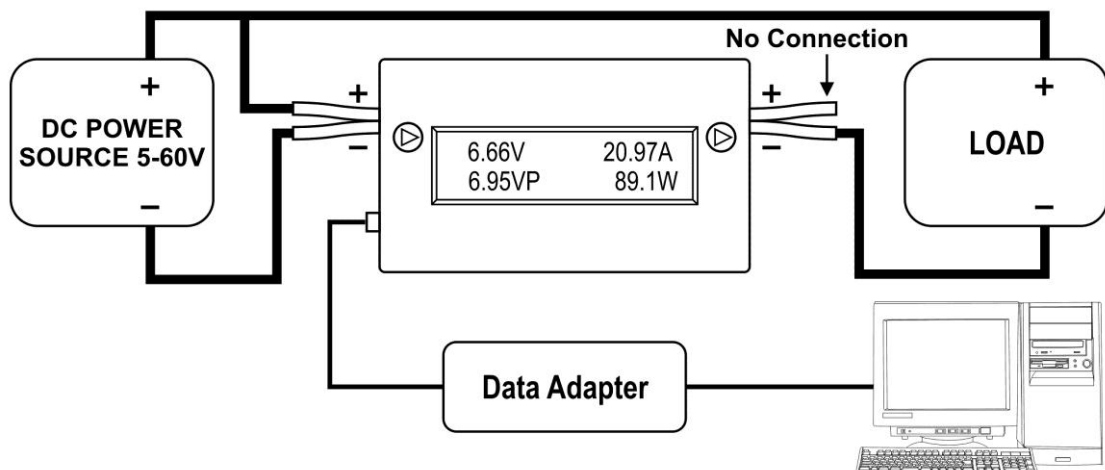 No Connection
+
DC POWER
SOURCE 5-60V
−
+
−
6.66V 20.97A
6.95VP 89.1W
+
−
+
LOAD
−
Data Adapter